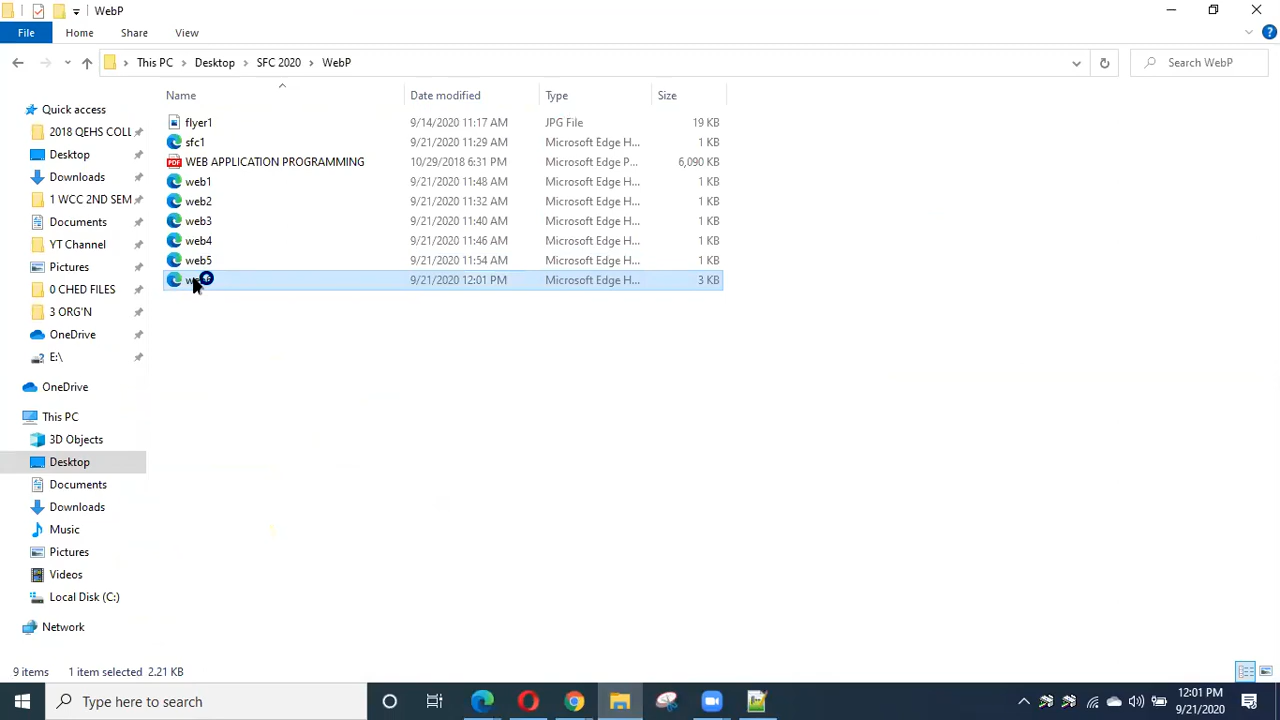 WebP
File Home Share View
This PC Desktop SFC 2020 WebP Search WebP
Name Date modified Type Size
Quick access
2018 QEHS COLL
Desktop
Downloads
1 WCC 2ND SEM
Documents
YT Channel
Pictures
0 CHED FILES
3 ORG'N
OneDrive
E:\
OneDrive
This PC
3D Objects
Desktop
Documents
Downloads
Music
Pictures
Videos
Local Disk (C:)
Network
flyer1 9/14/2020 11:17 AM JPG File 19 KB
sfc1 9/21/2020 11:29 AM Microsoft Edge H... 1 KB
WEB APPLICATION PROGRAMMING 10/29/2018 6:31 PM Microsoft Edge P... 6,090 KB
web1 9/21/2020 11:48 AM Microsoft Edge H... 1 KB
web2 9/21/2020 11:32 AM Microsoft Edge H... 1 KB
web3 9/21/2020 11:40 AM Microsoft Edge H... 1 KB
web4 9/21/2020 11:46 AM Microsoft Edge H... 1 KB
web5 9/21/2020 11:54 AM Microsoft Edge H... 1 KB
9/21/2020 12:01 PM Microsoft Edge H... 3 KB
9 items 1 item selected 2.21 KB
Type here to search
12:01 PM
9/21/2020